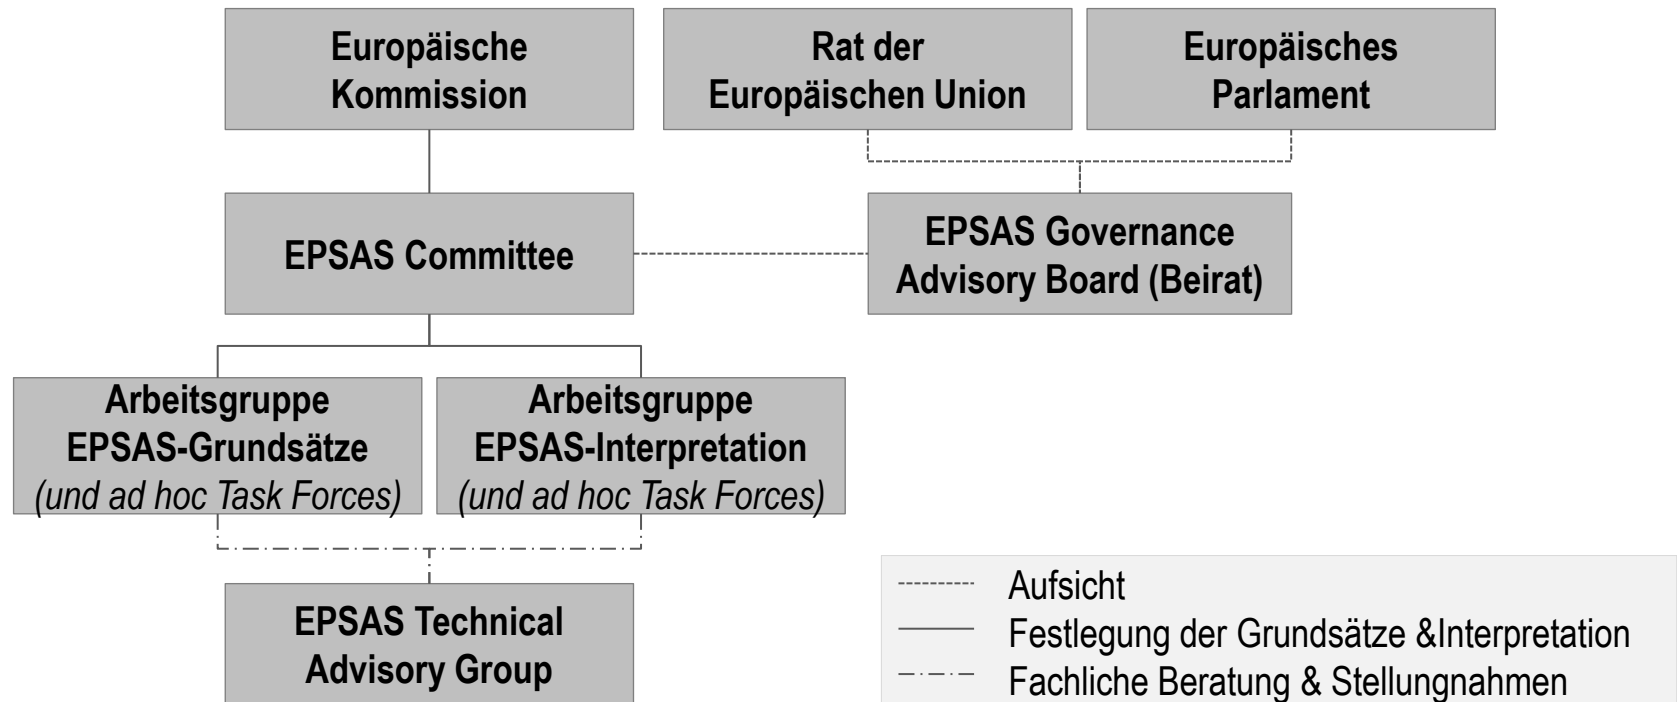 Europäische
Kommission
Rat der
Europäischen Union
Europäisches
Parlament
EPSAS Committee
EPSAS Governance
Advisory Board (Beirat)
Arbeitsgruppe
EPSAS-Grundsätze
(und ad hoc Task Forces)
Arbeitsgruppe
EPSAS-Interpretation
(und ad hoc Task Forces)
EPSAS Technical
Advisory Group
Aufsicht
Festlegung der Grundsätze &Interpretation
Fachliche Beratung & Stellungnahmen